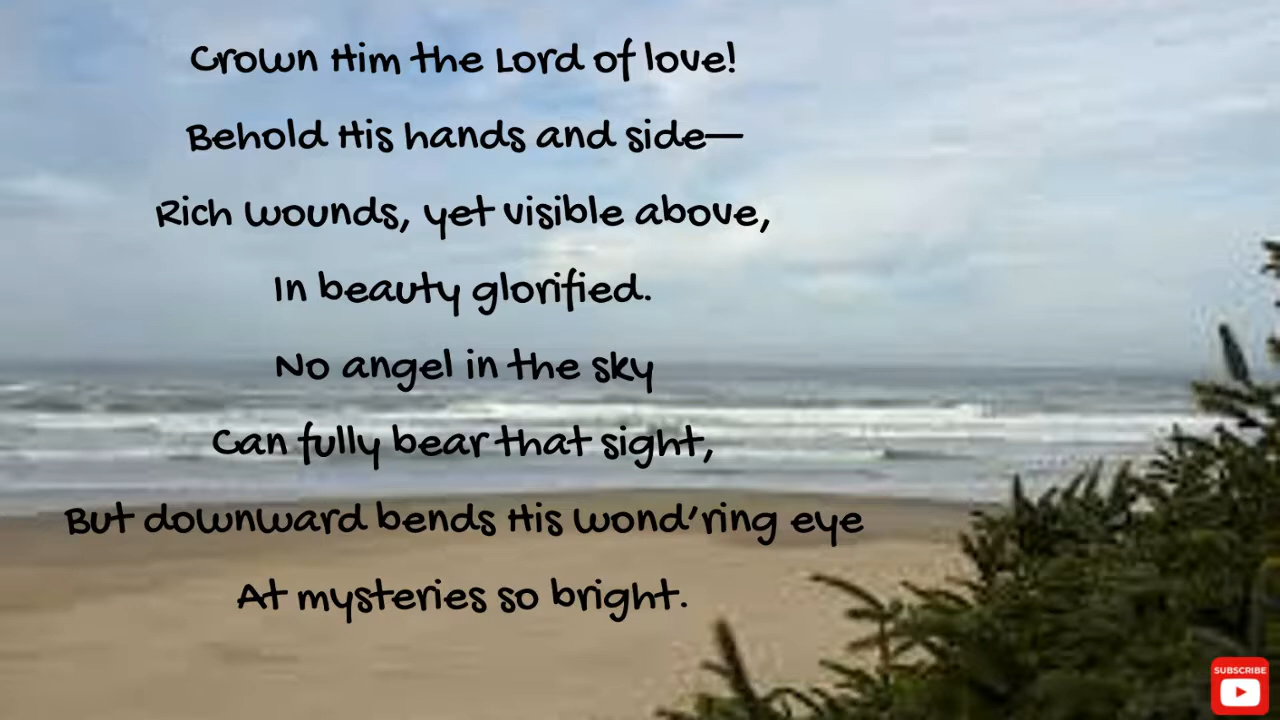 Crown Him the Lord of love!
Behold His hands and side—
Rich wounds, yet visible above,
In beauty glorified.
No angel in the sky
Can fully bear that sight,
But downward bends His wond’ring eye
At mysteries so bright.
SUBSCRIBE